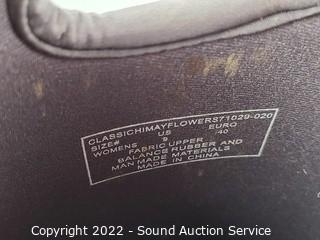 CLASSICHIMAYFLOWERS71029-020
SIZE# US EURO
WOMENS 9 40
FABRIC UPPER
BALANCE RUBBER AND
MAN MADE MATERIALS
MADE IN CHINA
Copyright 2022 - Sound Auction Service